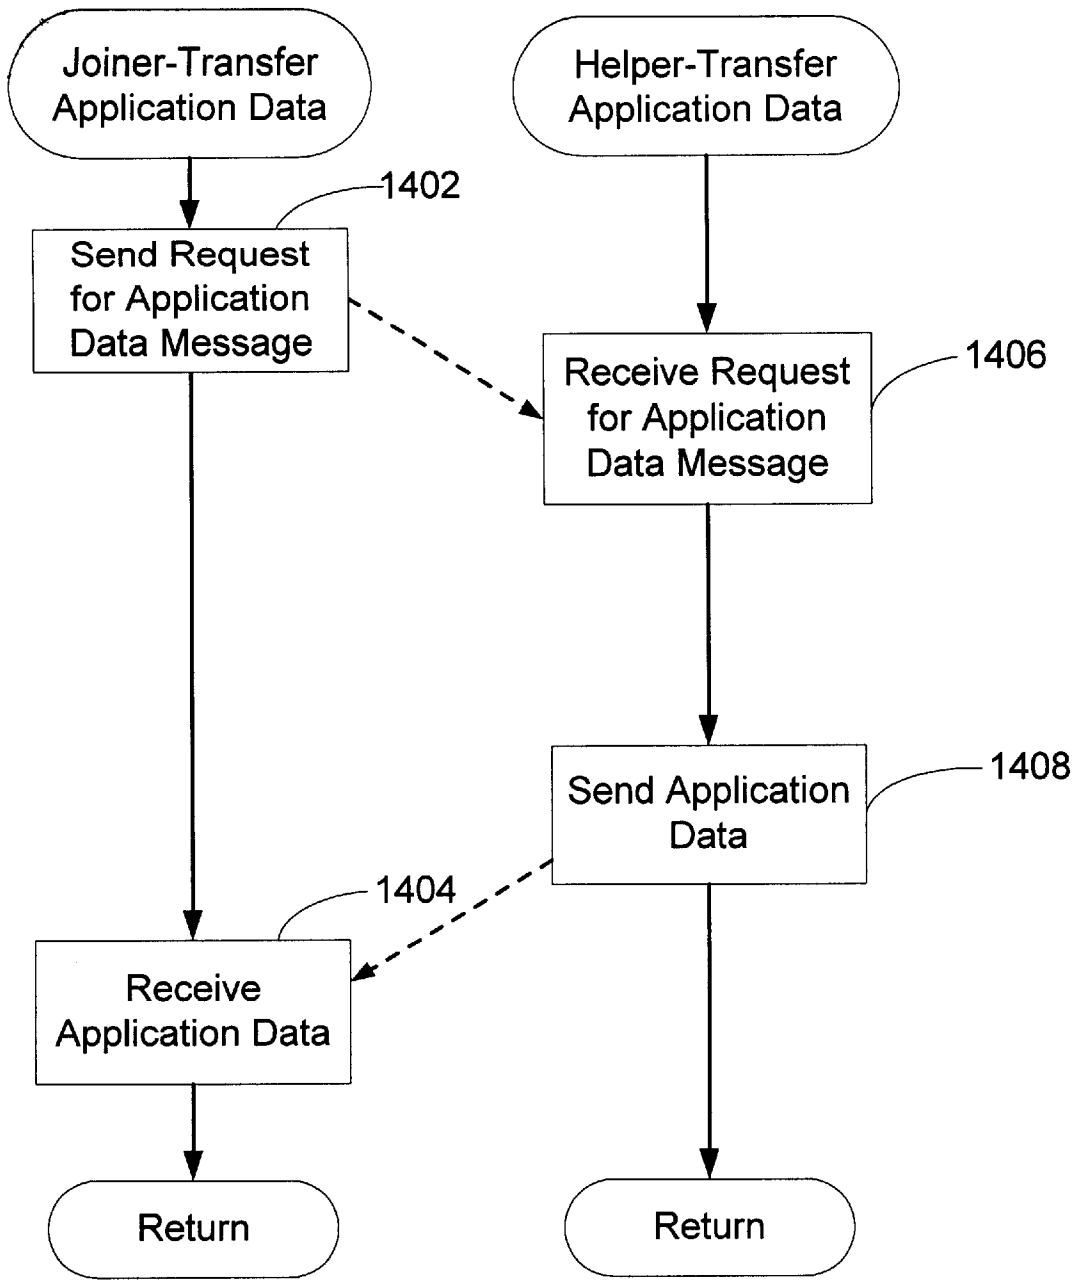 Joiner-Transfer
Application Data
Helper-Transfer
Application Data
1402
Send Request
for Application
Data Message
1406
Receive Request
for Application
Data Message
1408
Send Application
Data
1404
Receive
Application Data
Return
Return